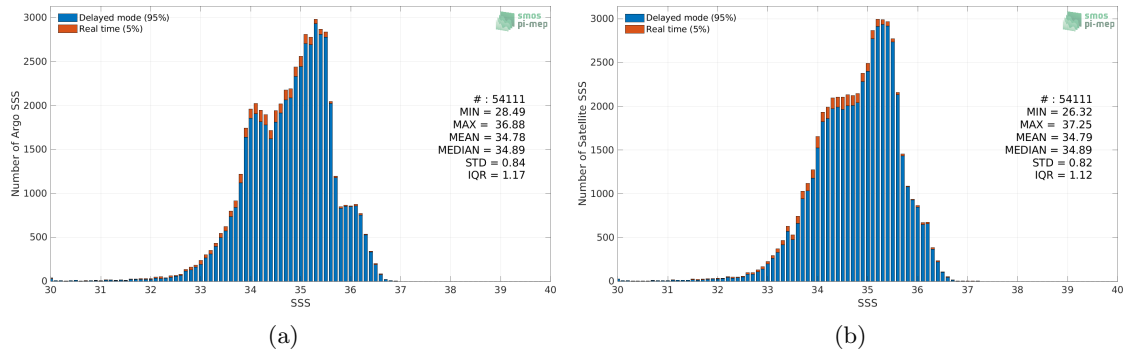 Delayed mode (95%)
Real time (5%)
smos
pi-mep
Number of Argo SSS
3000
2500
2000
1500
1000
500
0
# : 54111
MIN = 28.49
MAX = 36.88
MEAN = 34.78
MEDIAN = 34.89
STD = 0.84
IQR = 1.17
30 31 32 33 34 35 36 37 38 39 40
SSS
(a)
Delayed mode (95%)
Real time (5%)
smos
pi-mep
Number of Satellite SSS
3000
2500
2000
1500
1000
500
0
# : 54111
MIN = 26.32
MAX = 37.25
MEAN = 34.79
MEDIAN = 34.89
STD = 0.82
IQR = 1.12
30 31 32 33 34 35 36 37 38 39 40
SSS
(b)